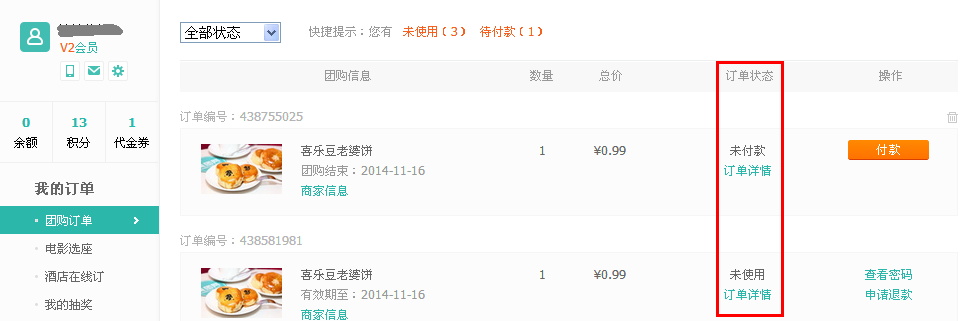 V2会员
0 13 1
余额 积分 代金券
我的订单
团购订单
电影选座
酒店在线订
我的抽奖
全部状态 快捷提示：您有 未使用（3） 待付款（1）
团购信息 数量 总价 订单状态 操作
订单编号：438755025
喜乐豆老婆饼 1 ¥0.99 未付款 付款
团购结束：2014-11-16 订单详情
商家信息
订单编号：438581981
喜乐豆老婆饼 1 ¥0.99 未使用 查看密码
有效期至：2014-11-16 订单详情 申请退款
商家信息